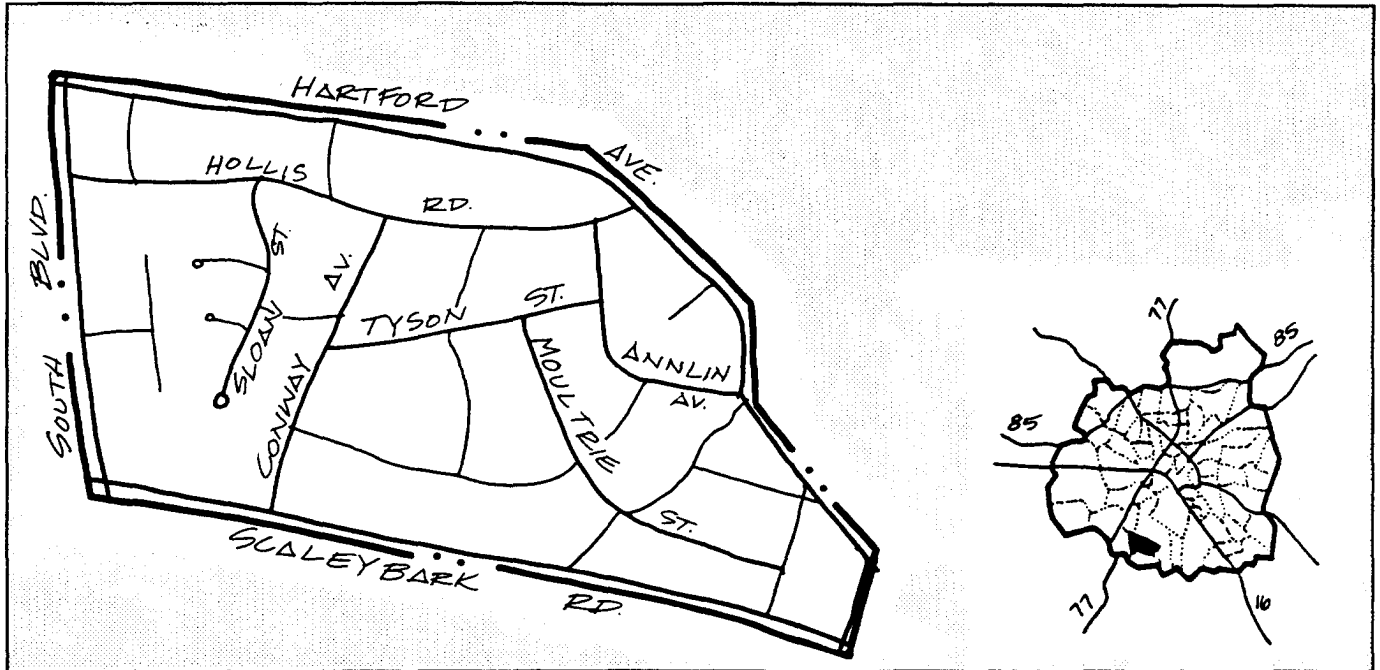 HARTFORD
AVE.
HOLLIS
RD.
SOUTH BLVD.
SLOAN ST.
CONWAY AV.
TYSON ST.
MOULTRIE
ST.
ANNLIN
AV.
SCALEYBARK
RD.
77
85
85
77
16